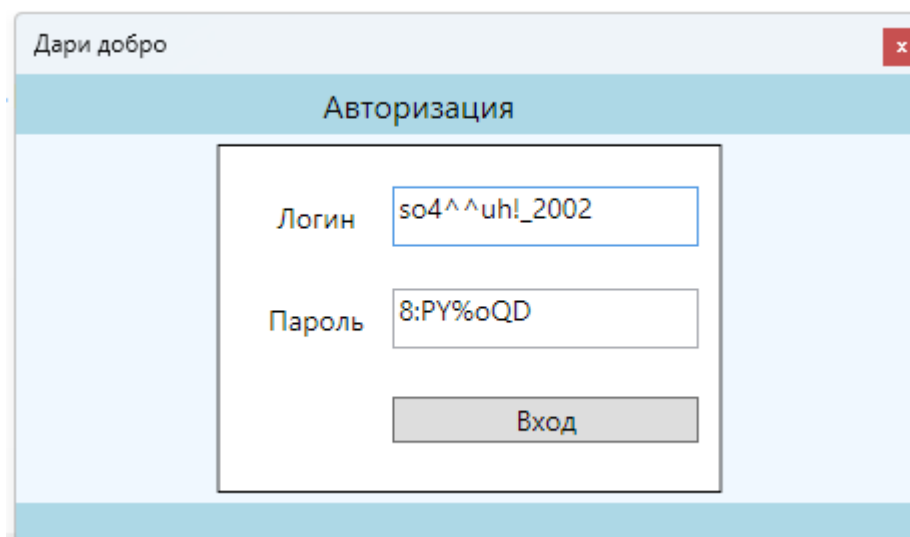 Дари добро
x
Авторизация
Логин
so4^^uh!_2002
Пароль
8:PY%oQD
Вход